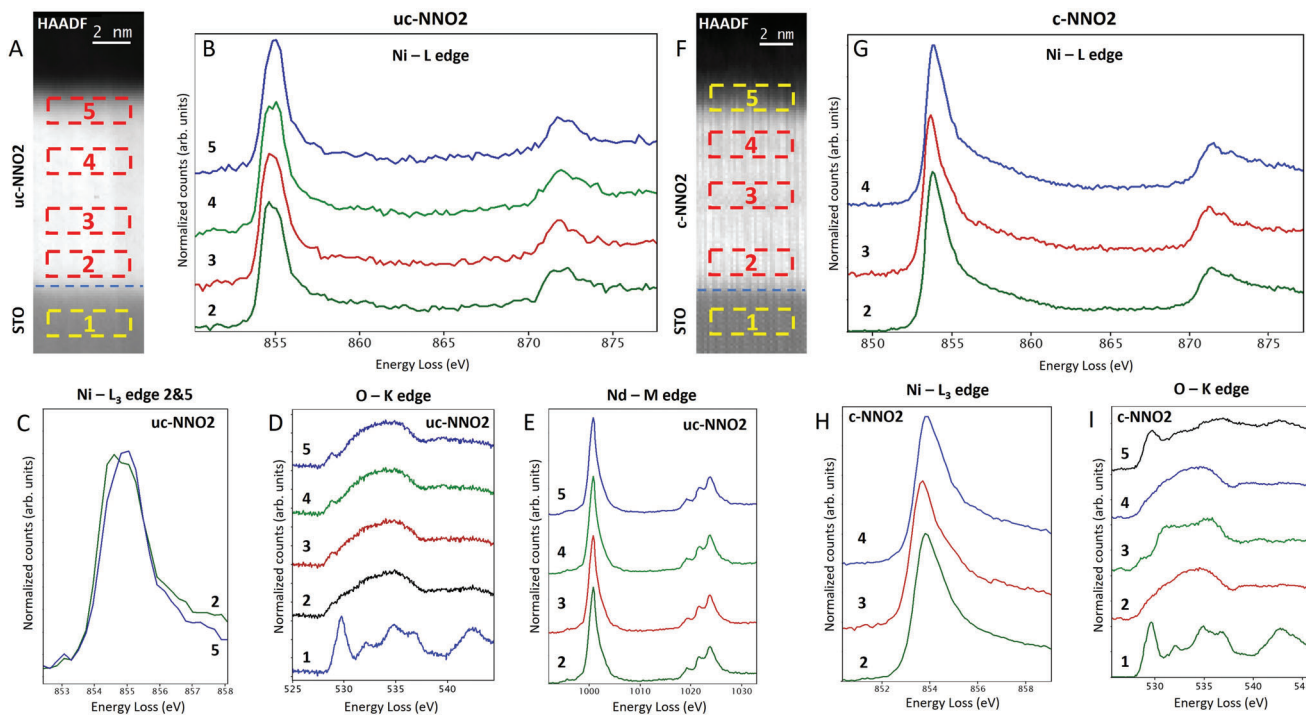 uc-NNO2
c-NNO2
A
HAADF
2 nm
5
4
3
2
1
uc-NNO2
STO
B
Ni – L edge
Normalized counts (arb. units)
5
4
3
2
855
860
865
870
875
Energy Loss (eV)
F
HAADF
2 nm
5
4
3
2
1
c-NNO2
STO
G
Ni – L edge
Normalized counts (arb. units)
4
3
2
850
855
860
865
870
875
Energy Loss (eV)
Ni – L3 edge 2&5
C
uc-NNO2
Normalized counts (arb. units)
2
5
853
854
855
856
857
858
Energy Loss (eV)
O – K edge
D
uc-NNO2
Normalized counts (arb. units)
5
4
3
2
1
525
530
540
Energy Loss (eV)
Nd – M edge
E
uc-NNO2
Normalized counts (arb. units)
5
4
3
2
1000
1010
1020
1030
Energy Loss (eV)
Ni – L3 edge
H
c-NNO2
Normalized counts (arb. units)
4
3
2
852
854
856
858
Energy Loss (eV)
O – K edge
I
c-NNO2
Normalized counts (arb. units)
5
4
3
2
1
530
535
540
Energy Loss (eV)